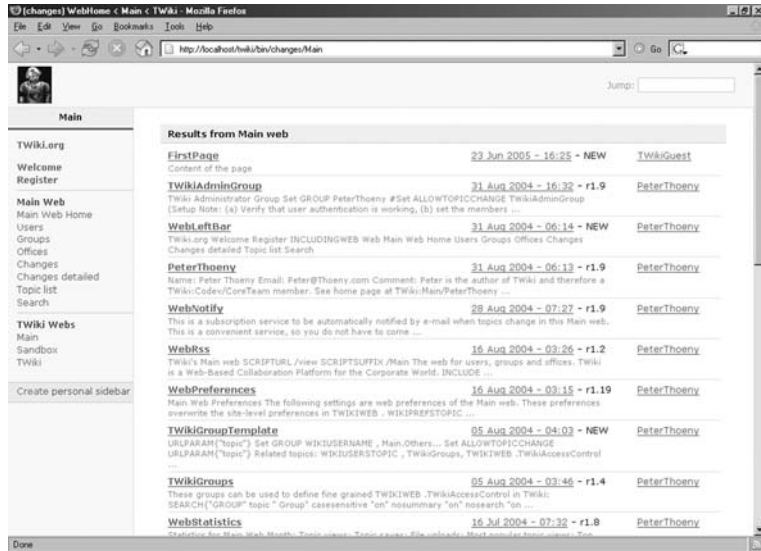 [changes] WebHome < Main < TWiki - Mozilla Firefox
File Edit View Go Bookmarks Tools Help
http://localhost/twiki/bin/changes/Main
Go
Jump:
Main
TWiki.org
Welcome
Register
Main Web
Main Web Home
Users
Groups
Offices
Changes
Changes detailed
Topic list
Search
TWiki Webs
Main
Sandbox
TWiki
Create personal sidebar
Results from Main web
FirstPage 23 Jun 2005 - 16:25 - NEW TWikiGuest
Content of the page
TWikiAdminGroup 31 Aug 2004 - 16:32 - r1.9 PeterThoeny
TWiki Administrator Group Set GROUP PeterThoeny #Set ALLOWTOPICCHANGE TWikiAdminGroup
(Setup Note: (a) Verify that user authentication is working, (b) set the members ...
WebLeftBar 31 Aug 2004 - 06:14 - NEW PeterThoeny
TWiki.org Welcome Register INCLUDINGWEB Web Main Web Home Users Groups Offices Changes
Changes detailed Topic list Search
PeterThoeny 31 Aug 2004 - 06:13 - r1.9 PeterThoeny
Name: Peter Thoeny Email: Peter@Thoeny.com Comment: Peter is the author of TWiki and therefore a
TWiki:Codev/CoreTeam member. See home page at TWiki:Main/PeterThoeny ...
WebNotify 28 Aug 2004 - 07:27 - r1.9 PeterThoeny
This is a subscription service to be automatically notified by e-mail when topics change in this Main web.
This is a convenient service, so you do not have to come ...
WebRss 16 Aug 2004 - 03:26 - r1.2 PeterThoeny
TWiki's Main web SCRIPTURL /view SCRIPTSUFFIX /Main The web for users, groups and offices. TWiki
is a Web-Based Collaboration Platform for the Corporate World. INCLUDE ...
WebPreferences 16 Aug 2004 - 03:15 - r1.19 PeterThoeny
Main Web Preferences The following settings are web preferences of the Main web. These preferences
overwrite the site-level preferences in TWIKIWEB . WIKIPREFSTOPIC ...
TWikiGroupTemplate 05 Aug 2004 - 04:03 - NEW PeterThoeny
URLPARAM{"topic"} Set GROUP WIKIUSERNAME , Main.Others... Set ALLOWTOPICCHANGE
URLPARAM{"topic"} Related topics: WIKIUSERSTOPIC , TWikiGroups, TWIKIWEB .TWikiAccessControl
...
TWikiGroups 05 Aug 2004 - 03:46 - r1.4 PeterThoeny
These groups can be used to define fine grained TWIKIWEB .TWikiAccessControl in TWiki:
SEARCH{"GROUP" topic " Group" casesensitive "on" nosummary "on" nosearch "on ...
WebStatistics 16 Jul 2004 - 07:32 - r1.8 PeterThoeny
Statistics for Main Web Month: Topic views: Topic saves: File uploads: Most popular topic views: Top
Done